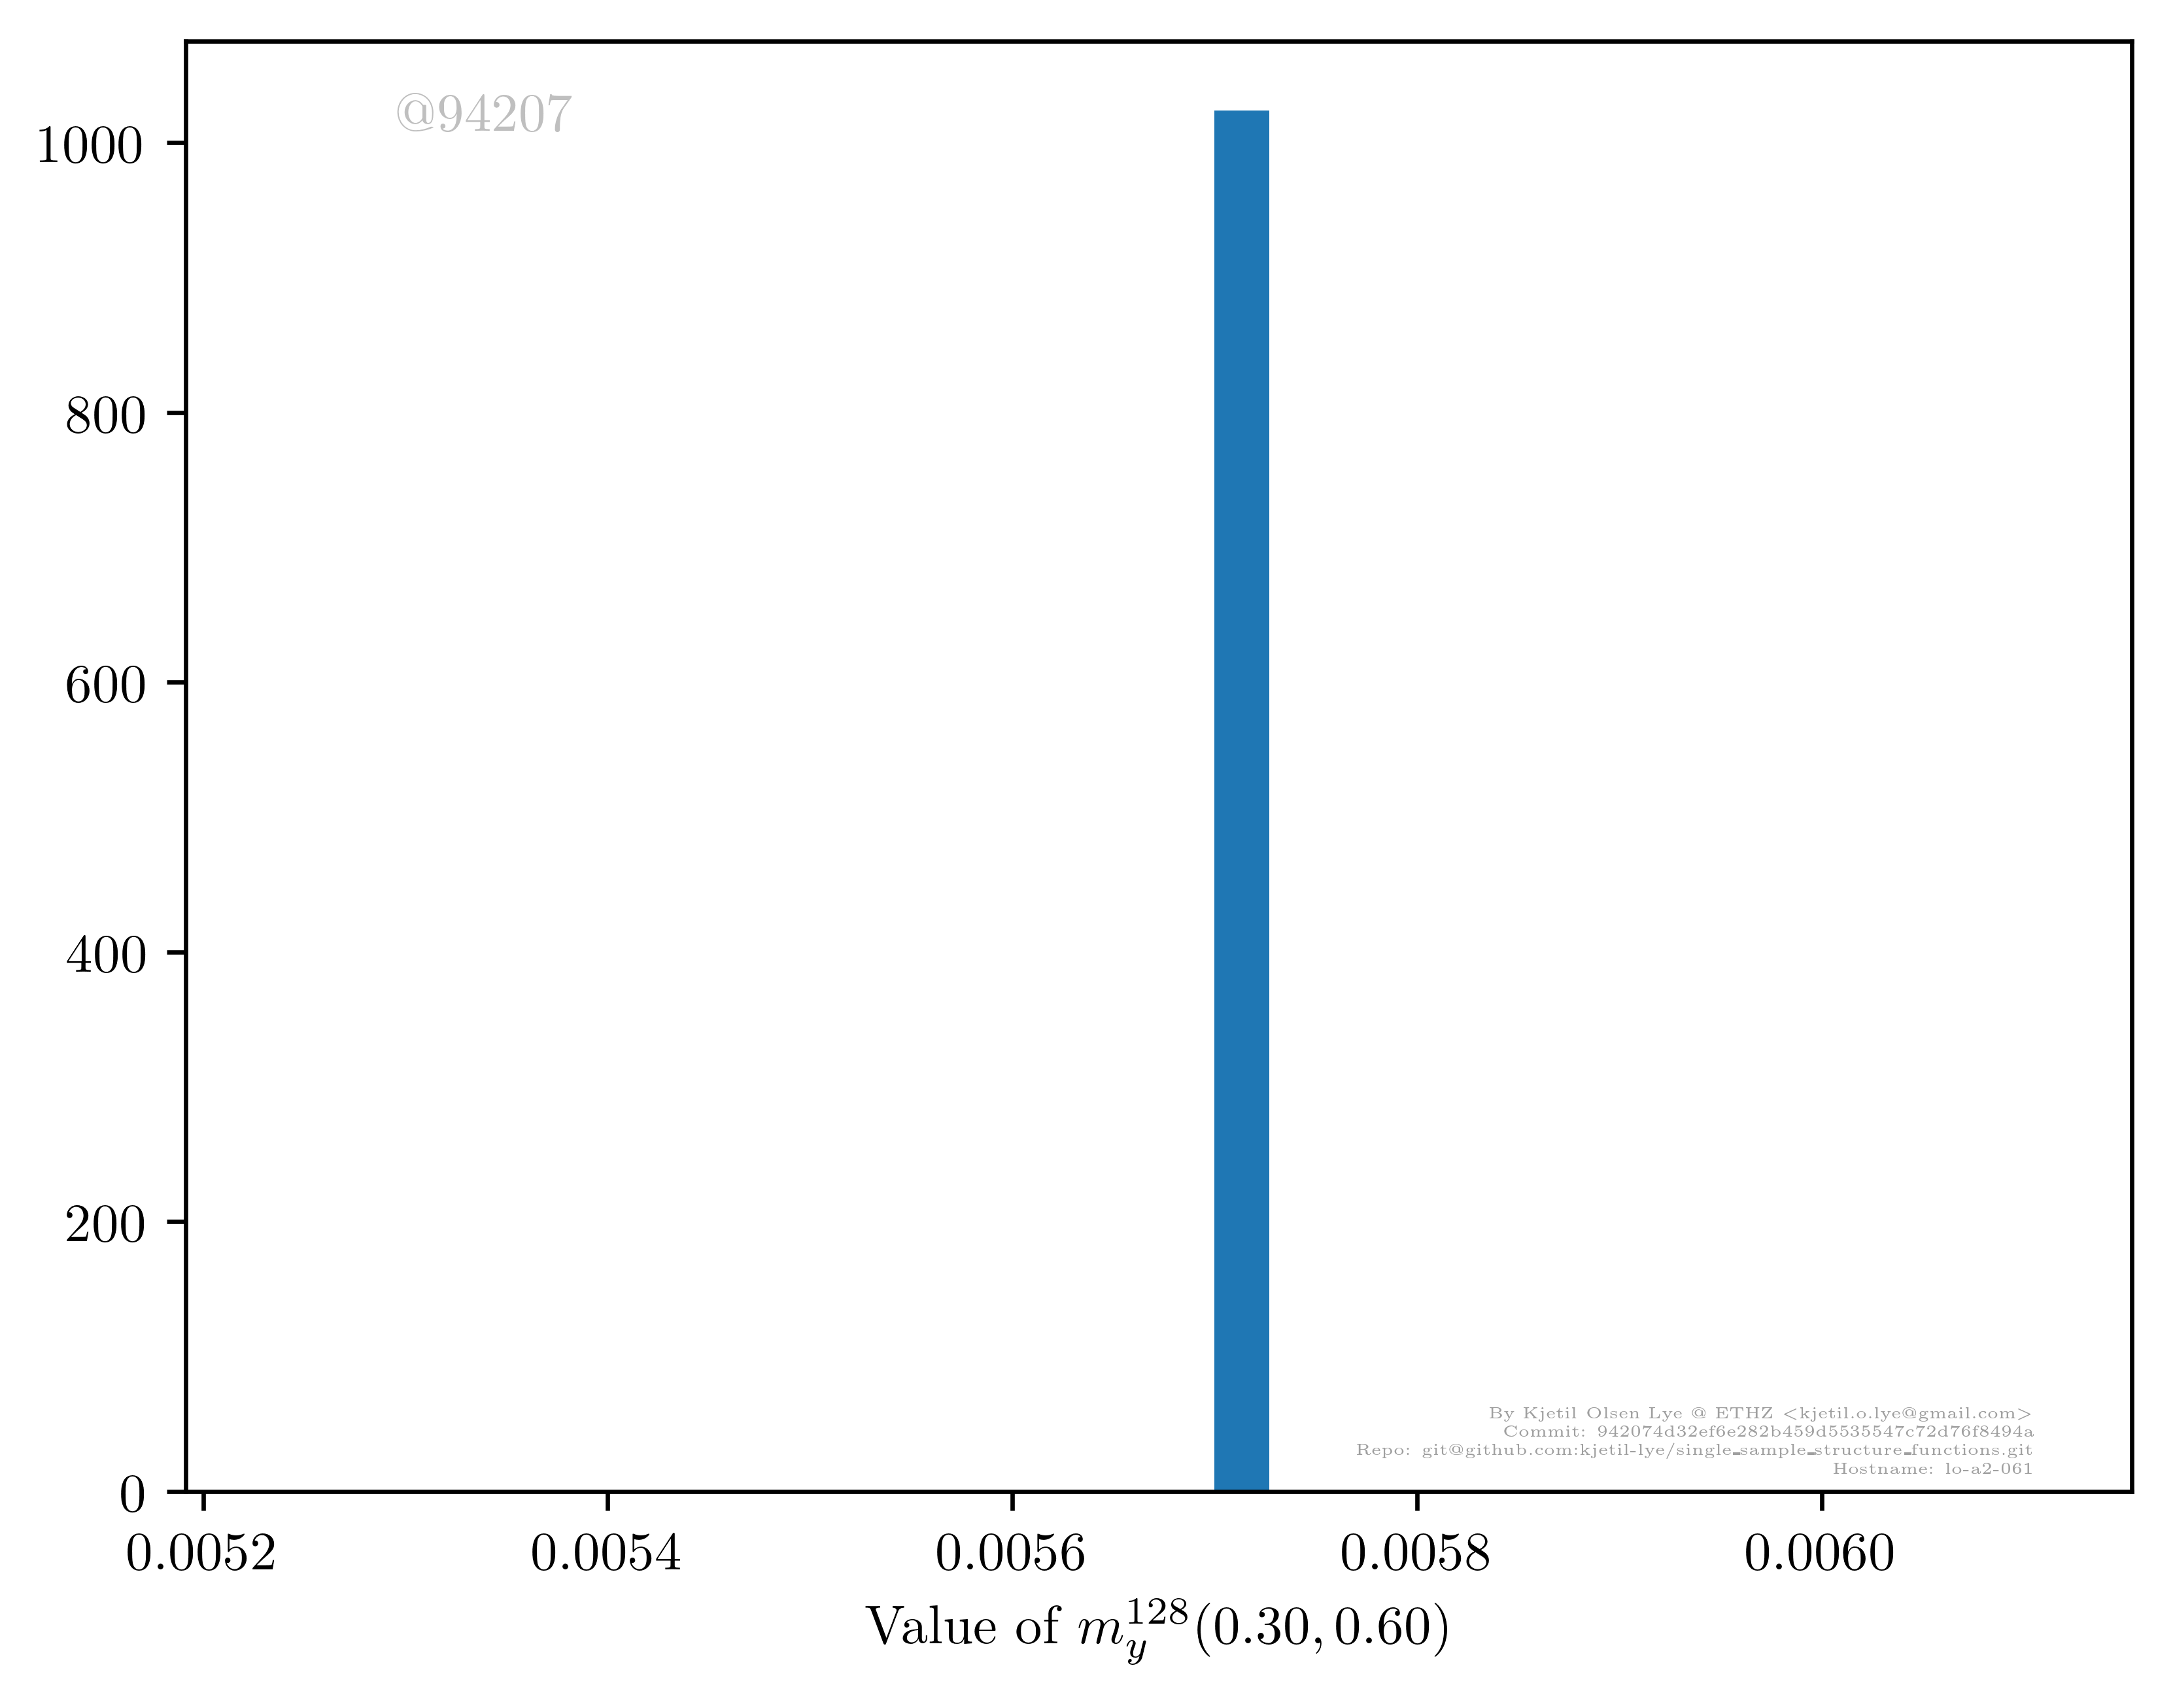 @94207
1000
800
600
400
200
0
By Kjetil Olsen Lye @ ETHZ <kjetil.o.lye@gmail.com>
Commit: 942074d32ef6e282b459d5535547c72d76f8494a
Repo: git@github.com:kjetil-lye/single_sample_structure_functions.git
Hostname: lo-a2-061
0.0052 0.0054 0.0056 0.0058 0.0060
Value of $m_y^{128}(0.30, 0.60)$